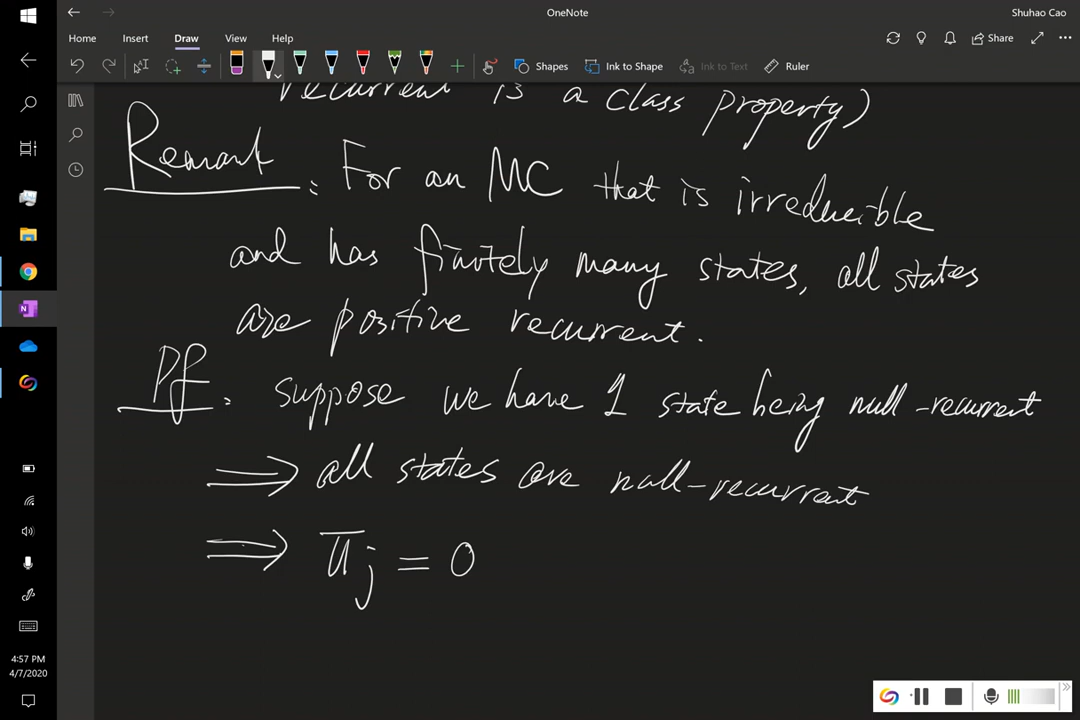 OneNote
Shuhao Cao
Home Insert Draw View Help
Share
Shapes Ink to Shape Ink to Text Ruler
recurrent is a class property)
Remark : For an MC that is irreducible
and has finitely many states, all states
are positive recurrent.
Pf : suppose we have 1 state being null-recurrent
⟹ all states are null-recurrent
⟹ πj = 0
4:57 PM
4/7/2020